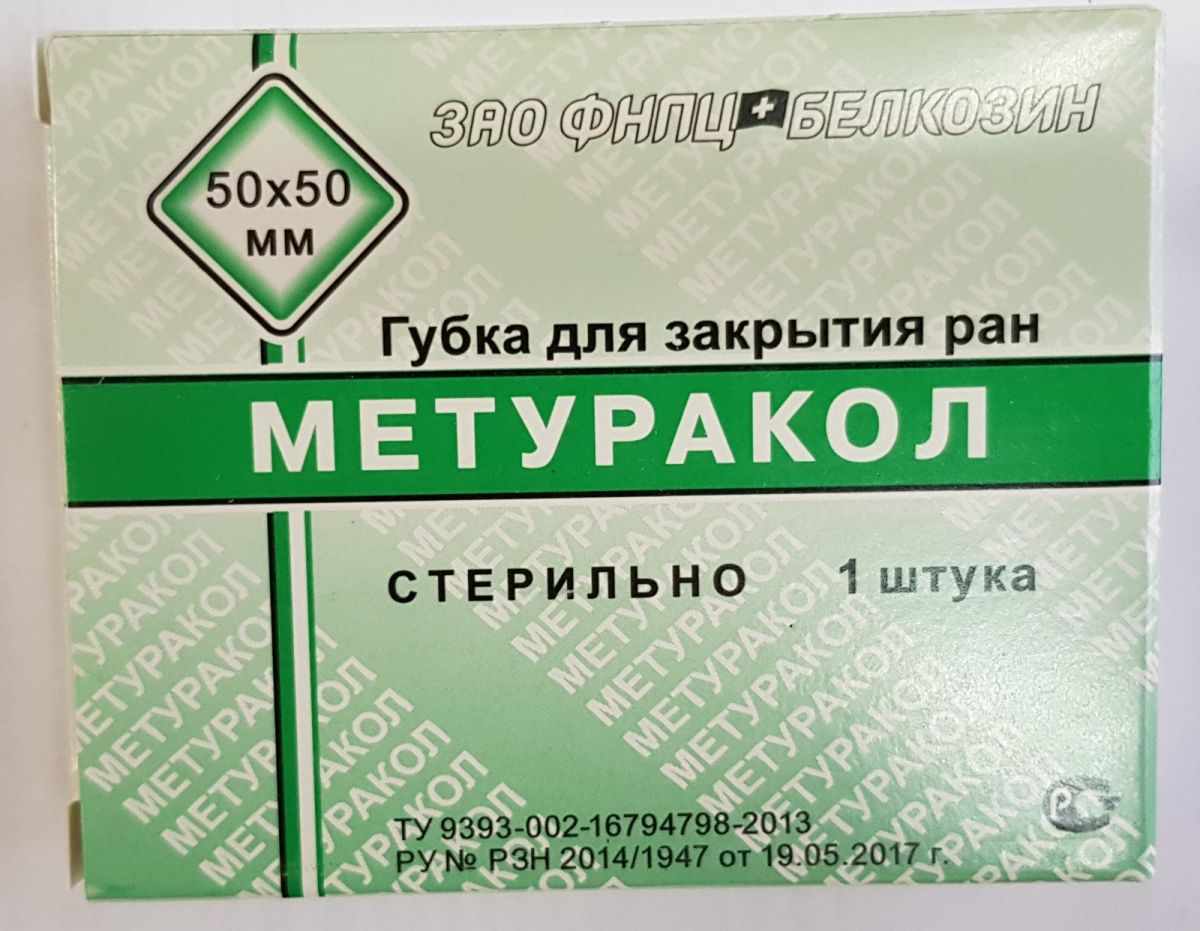 ЗАО ФНПЦ БЕЛКОЗИН
50х50
мм
Губка для закрытия ран
МЕТУРАКОЛ
СТЕРИЛЬНО 1 штука
ТУ 9393-002-16794798-2013
РУ № РЗН 2014/1947 от 19.05.2017 г.